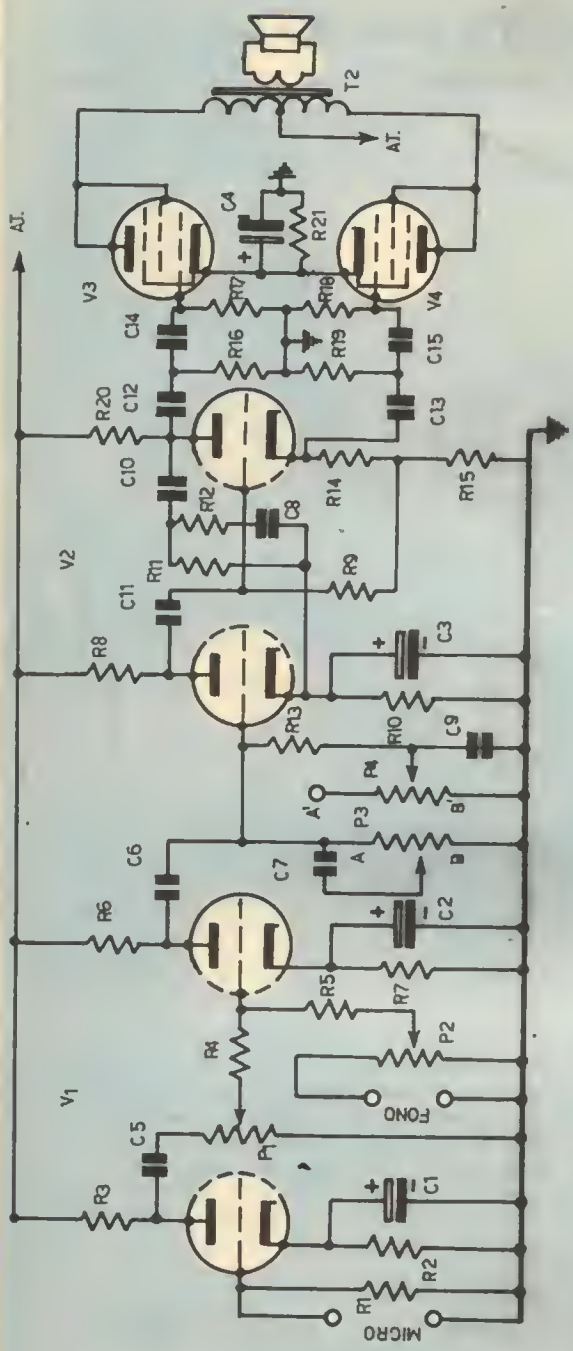 AT.
V1
V2
R3
R6
R8
R20
C5
C6
C11
C10
C12
C14
V3
T2
R4
P1
R5
P2
FONO
MICRO
R1
R2
+
-
C1
R7
+
-
C2
C7
A
P3
B
A'
P4
B'
R13
C9
R10
+
-
C3
R11
R12
C8
R9
R14
R15
R16
R17
R19
R18
C13
C15
V4
+
C4
R21
AT.